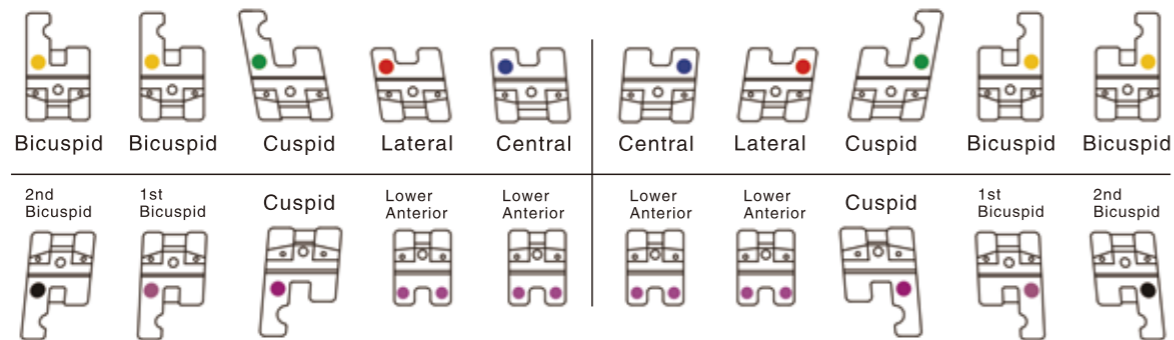 Bicuspid Bicuspid Cuspid Lateral Central Central Lateral Cuspid Bicuspid Bicuspid
2nd Bicuspid 1st Bicuspid Cuspid Lower Anterior Lower Anterior Lower Anterior Lower Anterior Cuspid 1st Bicuspid 2nd Bicuspid